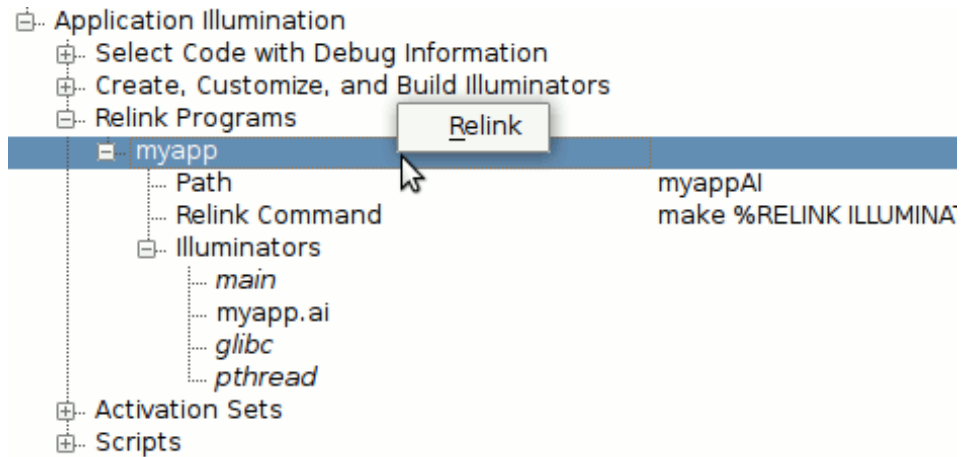 Application Illumination
Select Code with Debug Information
Create, Customize, and Build Illuminators
Relink Programs
Relink
myapp
Path myappAI
Relink Command make %RELINK ILLUMINAT
Illuminators
main
myapp.ai
glibc
pthread
Activation Sets
Scripts